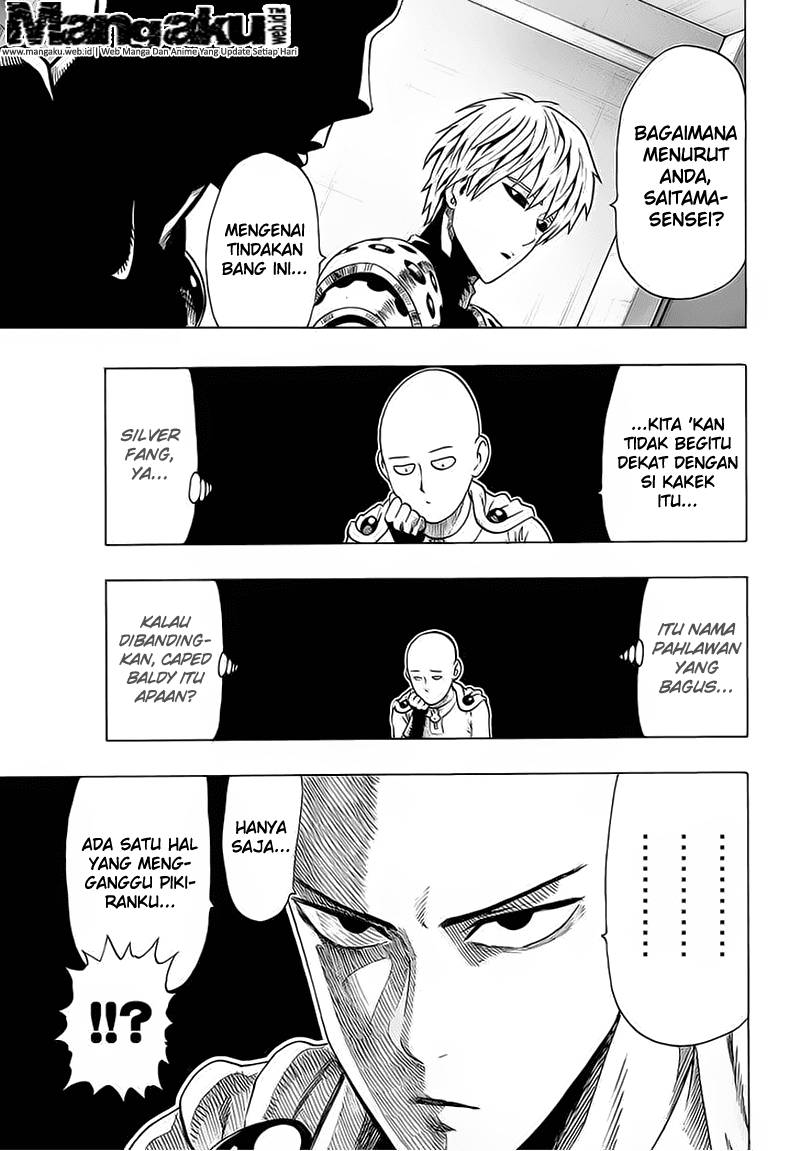 Mangaku
web.id
www.mangaku.web.id | Web Manga Dan Anime Yang Update Setiap Hari
BAGAIMANA
MENURUT
ANDA,
SAITAMA-
SENSEI?
MENGENAI
TINDAKAN
BANG INI...
...KITA 'KAN
TIDAK BEGITU
DEKAT DENGAN
SI KAKEK
ITU...
SILVER
FANG,
YA...
ITU NAMA
PAHLAWAN
YANG
BAGUS...
KALAU
DIBANDING-
KAN, CAPED
BALDY ITU
APAAN?
HANYA
SAJA...
ADA SATU HAL
YANG MENG-
GANGGU PIKI-
RANKU...
!!?